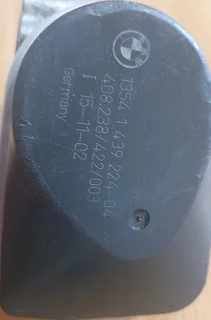 1354 1 439 224-04
408.238/422/003
I 15-11-02
Germany